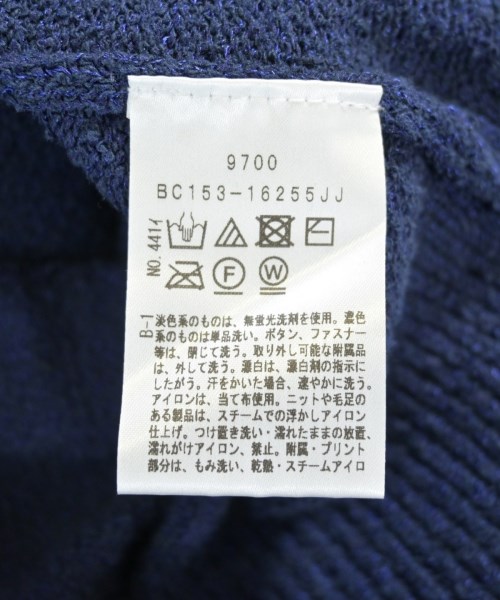 9700
BC153-16255JJ
NO.441イ
F
W
B-1
淡色系のものは、無蛍光洗剤を使用。濃色
系のものは単品洗い。ボタン、ファスナー
等は、閉じて洗う。取り外し可能な附属品
は、外して洗う。漂白は、漂白剤の指示に
したがう。汗をかいた場合、速やかに洗う。
アイロンは、当て布使用。ニットや毛足の
ある製品は、スチームでの浮かしアイロン
仕上げ。つけ置き洗い・濡れたままの放置、
濡れがけアイロン、禁止。附属・プリント
部分は、もみ洗い、乾熱・スチームアイロ